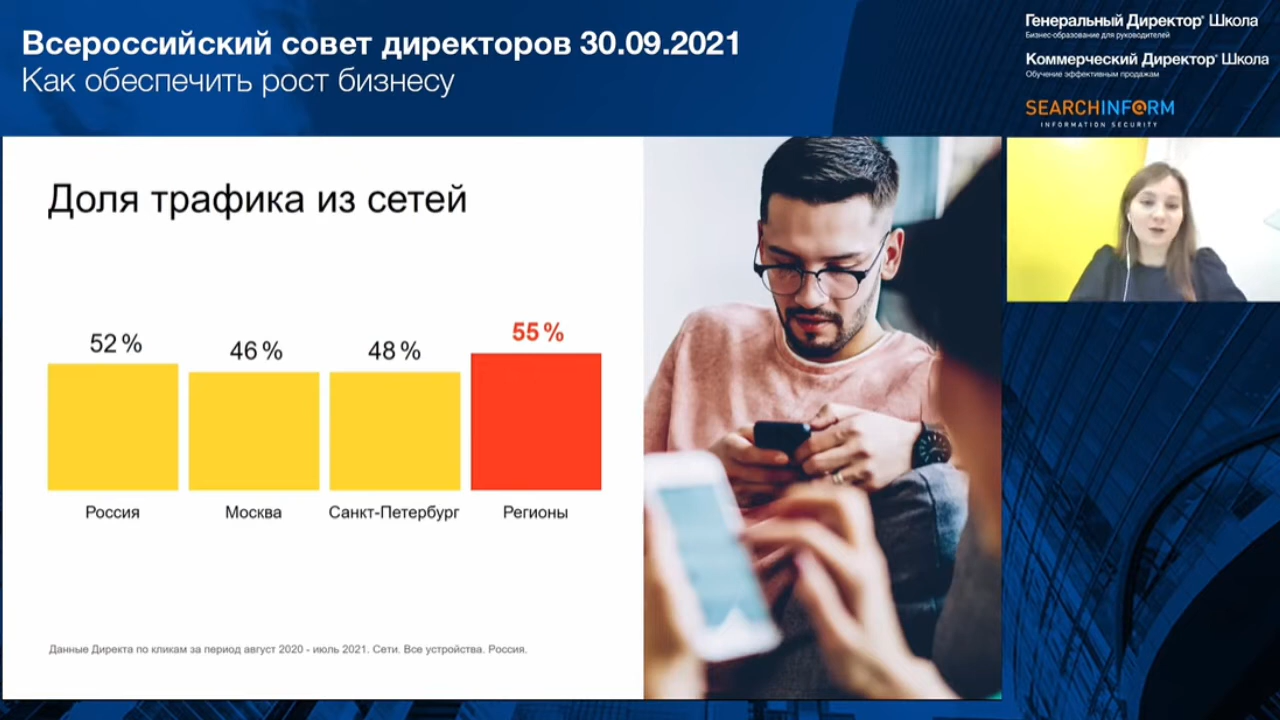 Всероссийский совет директоров 30.09.2021
Как обеспечить рост бизнесу
Генеральный Директор® Школа
Бизнес-образование для руководителей
Коммерческий Директор® Школа
Обучение эффективным продажам
SEARCHINF@RM
INFORMATION SECURITY
Доля трафика из сетей
52 %
46 %
48 %
55 %
Россия
Москва
Санкт-Петербург
Регионы
Данные Директа по кликам за период август 2020 - июль 2021. Сети. Все устройства. Россия.